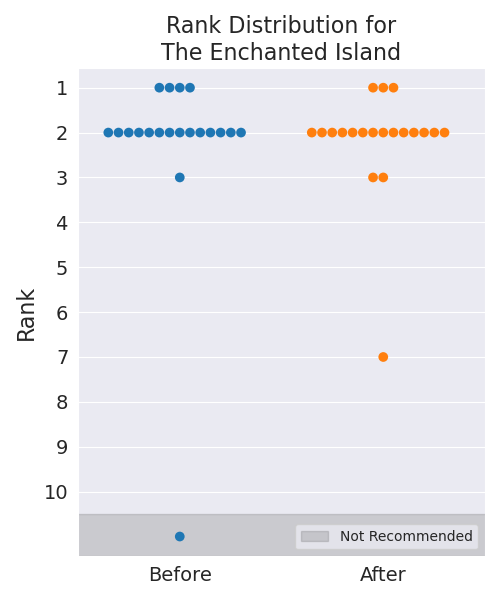 Rank Distribution for
The Enchanted Island
Rank
1
2
3
4
5
6
7
8
9
10
Not Recommended
Before
After